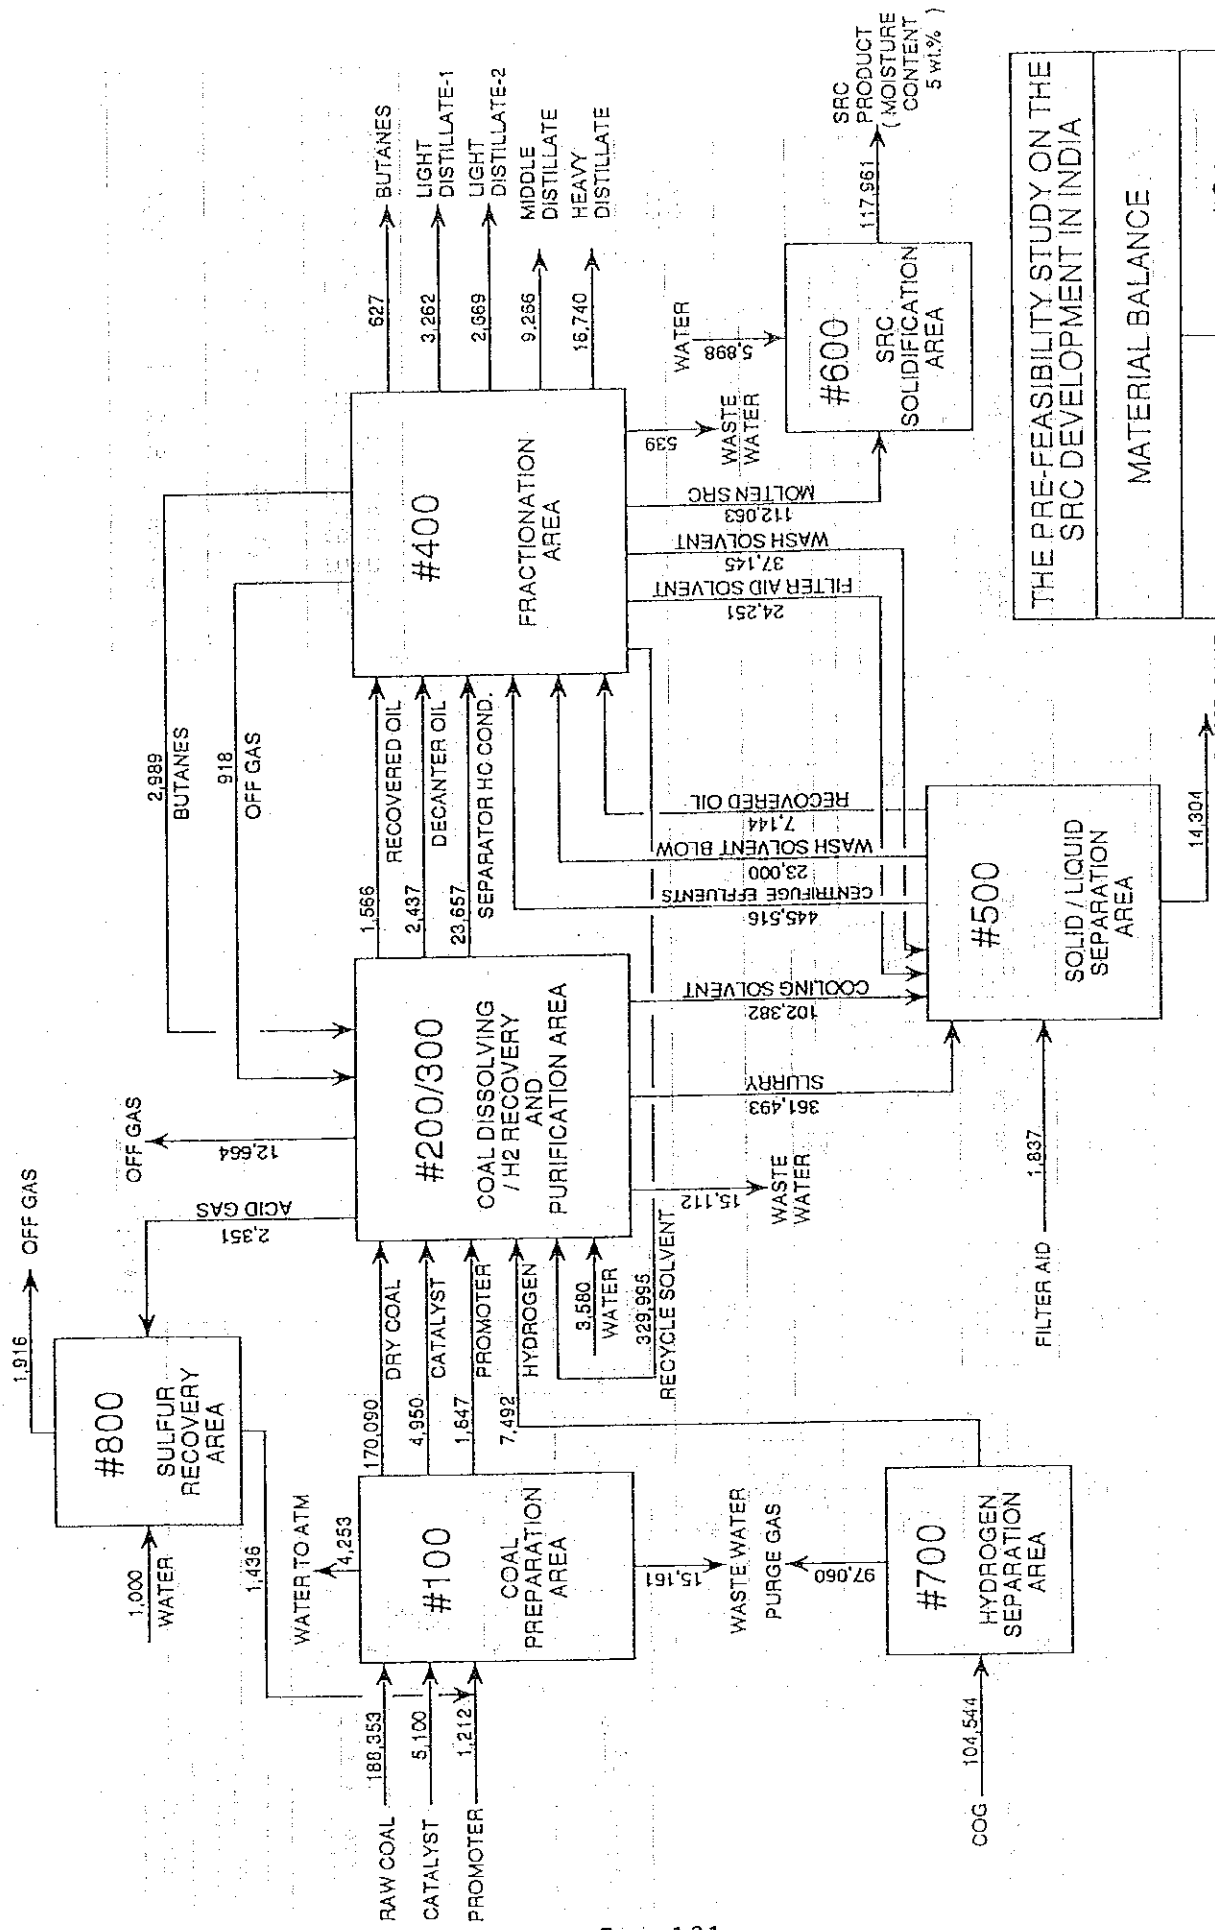 1,916
OFF GAS
#800
SULFUR
RECOVERY
AREA
1,000
WATER
1,436
ACID GAS
2,351
OFF GAS
12,664
2,989
BUTANES
918
OFF GAS
WATER TO ATM
4,253
RAW COAL
188,353
CATALYST
5,100
PROMOTER
1,212
#100
COAL
PREPARATION
AREA
15,161
WASTE WATER
170,090
DRY COAL
4,950
CATALYST
1,647
PROMOTER
7,492
HYDROGEN
3,580
WATER
329,995
RECYCLE SOLVENT
#200/300
COAL DISSOLVING
/ H2 RECOVERY
AND
PURIFICATION AREA
15,112
WASTE
WATER
SLURRY
361,493
COOLING SOLVENT
102,382
1,566
RECOVERED OIL
2,437
DECANTER OIL
23,657
SEPARATOR HC COND.
#400
FRACTIONATION
AREA
627
BUTANES
3,262
LIGHT
DISTILLATE-1
2,669
LIGHT
DISTILLATE-2
9,266
MIDDLE
DISTILLATE
16,740
HEAVY
DISTILLATE
539
WASTE
WATER
MOLTEN SRC
112,063
WASH SOLVENT
37,145
FILTER AID SOLVENT
24,251
RECOVERED OIL
7,144
WASH SOLVENT BLOW
23,000
CENTRIFUGE EFFLUENTS
445,516
WATER
5,898
#600
SRC
SOLIDIFICATION
AREA
117,961
SRC
PRODUCT
( MOISTURE
CONTENT
5 wt.% )
PURGE GAS
97,060
#700
HYDROGEN
SEPARATION
AREA
COG
104,544
FILTER AID
1,837
#500
SOLID / LIQUID
SEPARATION
AREA
14,304
THE PRE-FEASIBILITY STUDY ON THE
SRC DEVELOPMENT IN INDIA
MATERIAL BALANCE